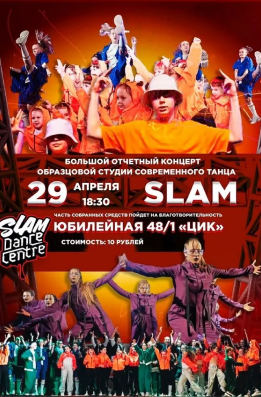 БОЛЬШОЙ ОТЧЕТНЫЙ КОНЦЕРТ
ОБРАЗЦОВОЙ СТУДИИ СОВРЕМЕННОГО ТАНЦА
29 АПРЕЛЯ
18:30
SLAM
ЧАСТЬ СОБРАННЫХ СРЕДСТВ ПОЙДЕТ НА БЛАГОТВОРИТЕЛЬНОСТЬ
ЮБИЛЕЙНАЯ 48/1 «ЦИК»
СТОИМОСТЬ: 10 РУБЛЕЙ
SLAM
Dance
Centre